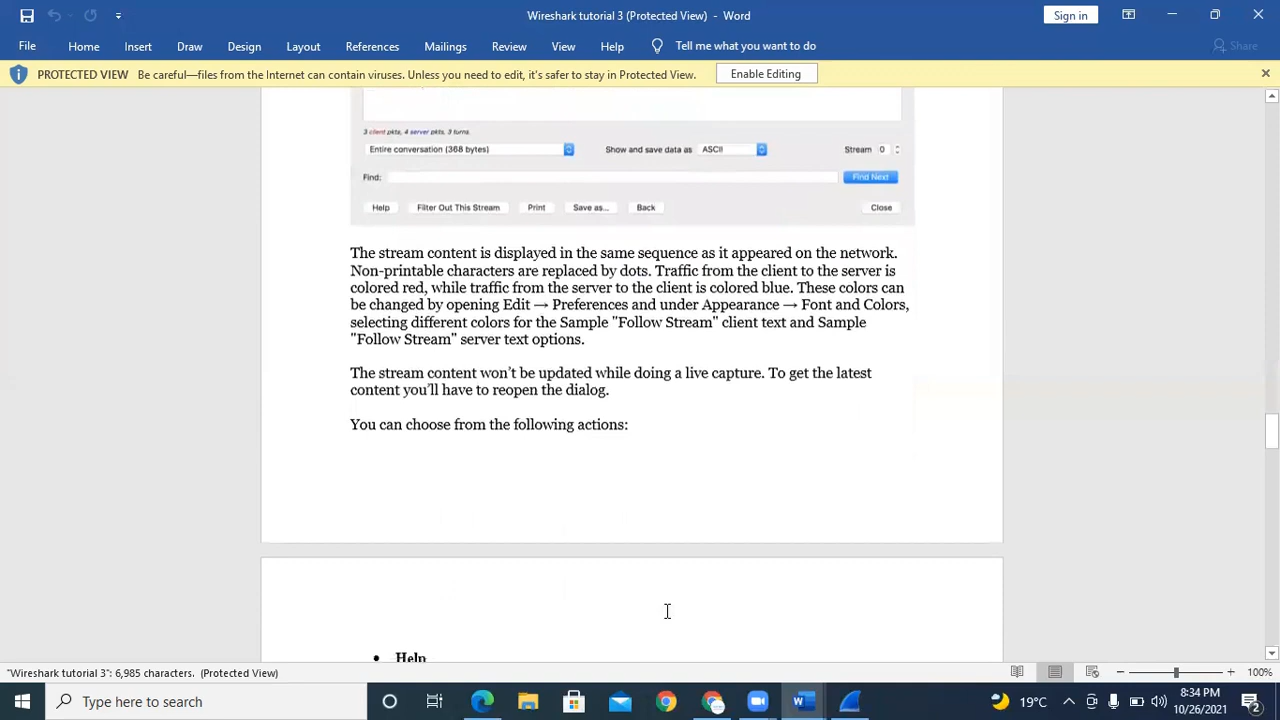 Wireshark tutorial 3 (Protected View) - Word
Sign in
File Home Insert Draw Design Layout References Mailings Review View Help Tell me what you want to do Share
PROTECTED VIEW Be careful—files from the Internet can contain viruses. Unless you need to edit, it's safer to stay in Protected View. Enable Editing
3 client pkts, 4 server pkts, 3 turns.
Entire conversation (368 bytes) Show and save data as ASCII Stream 0
Find: Find Next
Help Filter Out This Stream Print Save as... Back Close
The stream content is displayed in the same sequence as it appeared on the network.
Non-printable characters are replaced by dots. Traffic from the client to the server is
colored red, while traffic from the server to the client is colored blue. These colors can
be changed by opening Edit → Preferences and under Appearance → Font and Colors,
selecting different colors for the Sample "Follow Stream" client text and Sample
"Follow Stream" server text options.
The stream content won't be updated while doing a live capture. To get the latest
content you'll have to reopen the dialog.
You can choose from the following actions:
• Help
"Wireshark tutorial 3": 6,985 characters. (Protected View) 100%
Type here to search
19°C
8:34 PM
10/26/2021
2